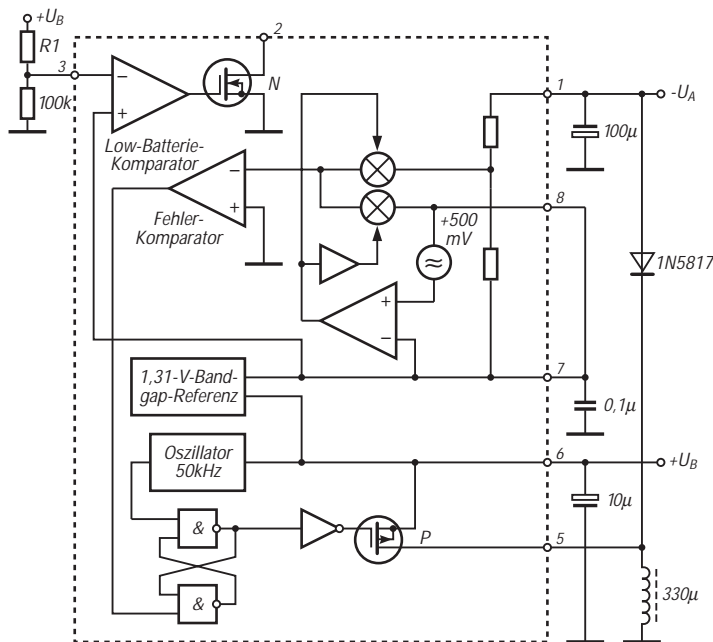 +U_B
R1
2
3
−
+
N
100k
Low-Batterie-
Komparator
1
-U_A
100µ
−
+
Fehler-
Komparator
8
+500
mV
≈
1N5817
+
−
1,31-V-Band-
gap-Referenz
7
0,1µ
Oszillator
50kHz
6
+U_B
10µ
&
P
5
&
330µ